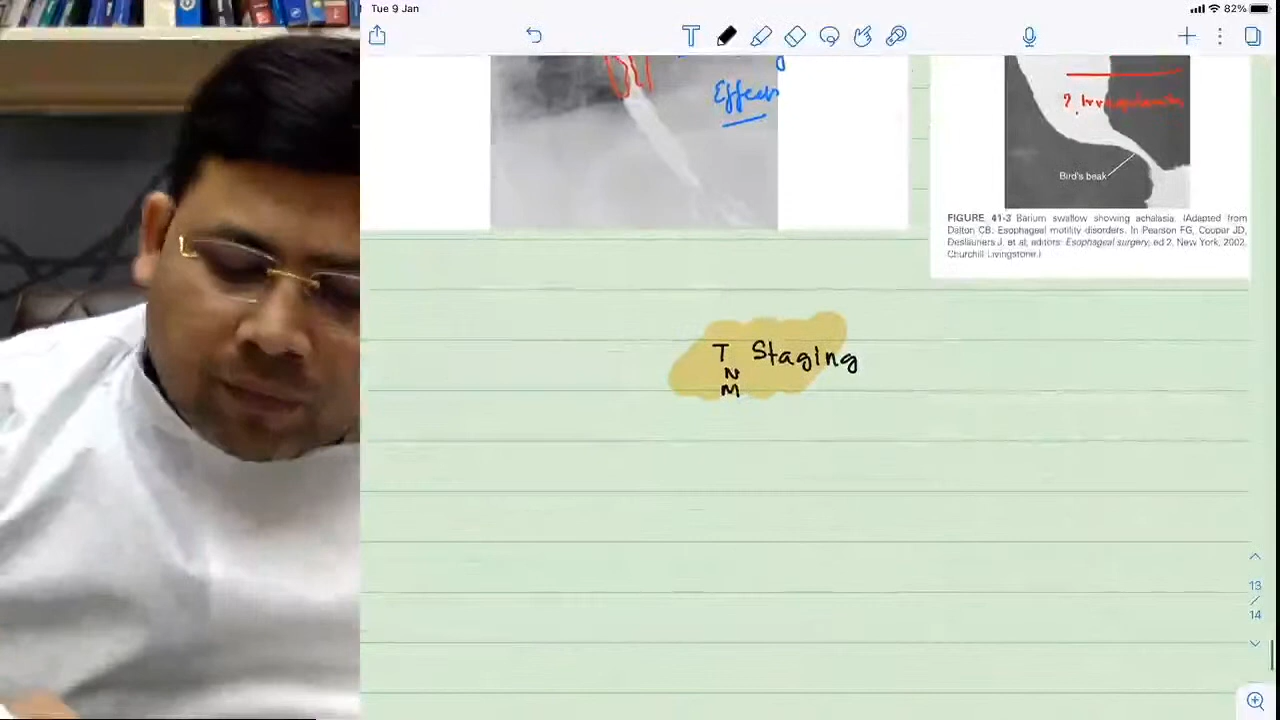 Tue 9 Jan
82%
T
Effects
? Irregularity
Bird's beak
FIGURE 41-3 Barium swallow showing achalasia. (Adapted from
Dalton CB: Esophageal motility disorders. In Pearson FG, Cooper JD,
Deslauriers J, et al, editors: Esophageal surgery, ed 2, New York, 2002,
Churchill Livingstone.)
T Staging
N
M
13
14